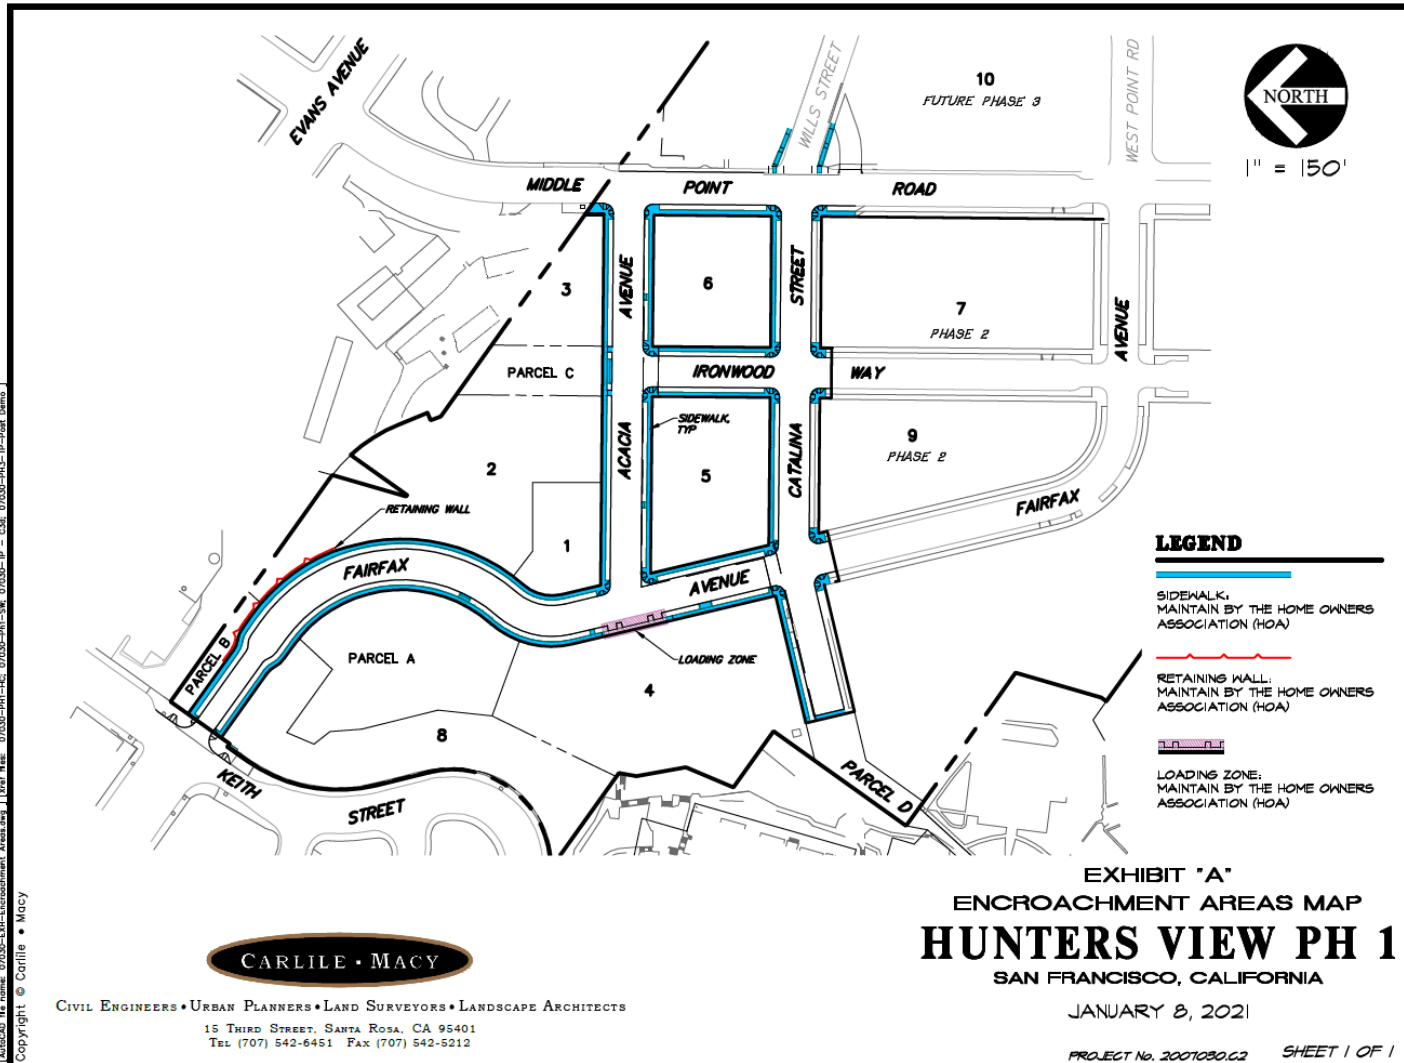 EVANS AVENUE
WILLS STREET
10
FUTURE PHASE 3
WEST POINT RD
NORTH
1" = 150'
MIDDLE POINT ROAD
3
AVENUE
6
STREET
7
PHASE 2
AVENUE
PARCEL C
IRONWOOD WAY
SIDEWALK,
TYP
ACACIA
CATALINA
9
PHASE 2
2
5
RETAINING WALL
FAIRFAX
1
FAIRFAX
AVENUE
PARCEL B
PARCEL A
LOADING ZONE
4
8
KEITH
STREET
PARCEL D
LEGEND
SIDEWALK:
MAINTAIN BY THE HOME OWNERS
ASSOCIATION (HOA)
RETAINING WALL:
MAINTAIN BY THE HOME OWNERS
ASSOCIATION (HOA)
LOADING ZONE:
MAINTAIN BY THE HOME OWNERS
ASSOCIATION (HOA)
EXHIBIT "A"
ENCROACHMENT AREAS MAP
HUNTERS VIEW PH 1
SAN FRANCISCO, CALIFORNIA
JANUARY 8, 2021
PROJECT No. 2007030.C2 SHEET 1 OF 1
CARLILE • MACY
CIVIL ENGINEERS • URBAN PLANNERS • LAND SURVEYORS • LANDSCAPE ARCHITECTS
15 THIRD STREET, SANTA ROSA, CA 95401
TEL (707) 542-6451 FAX (707) 542-5212
Copyright © Carlile • Macy